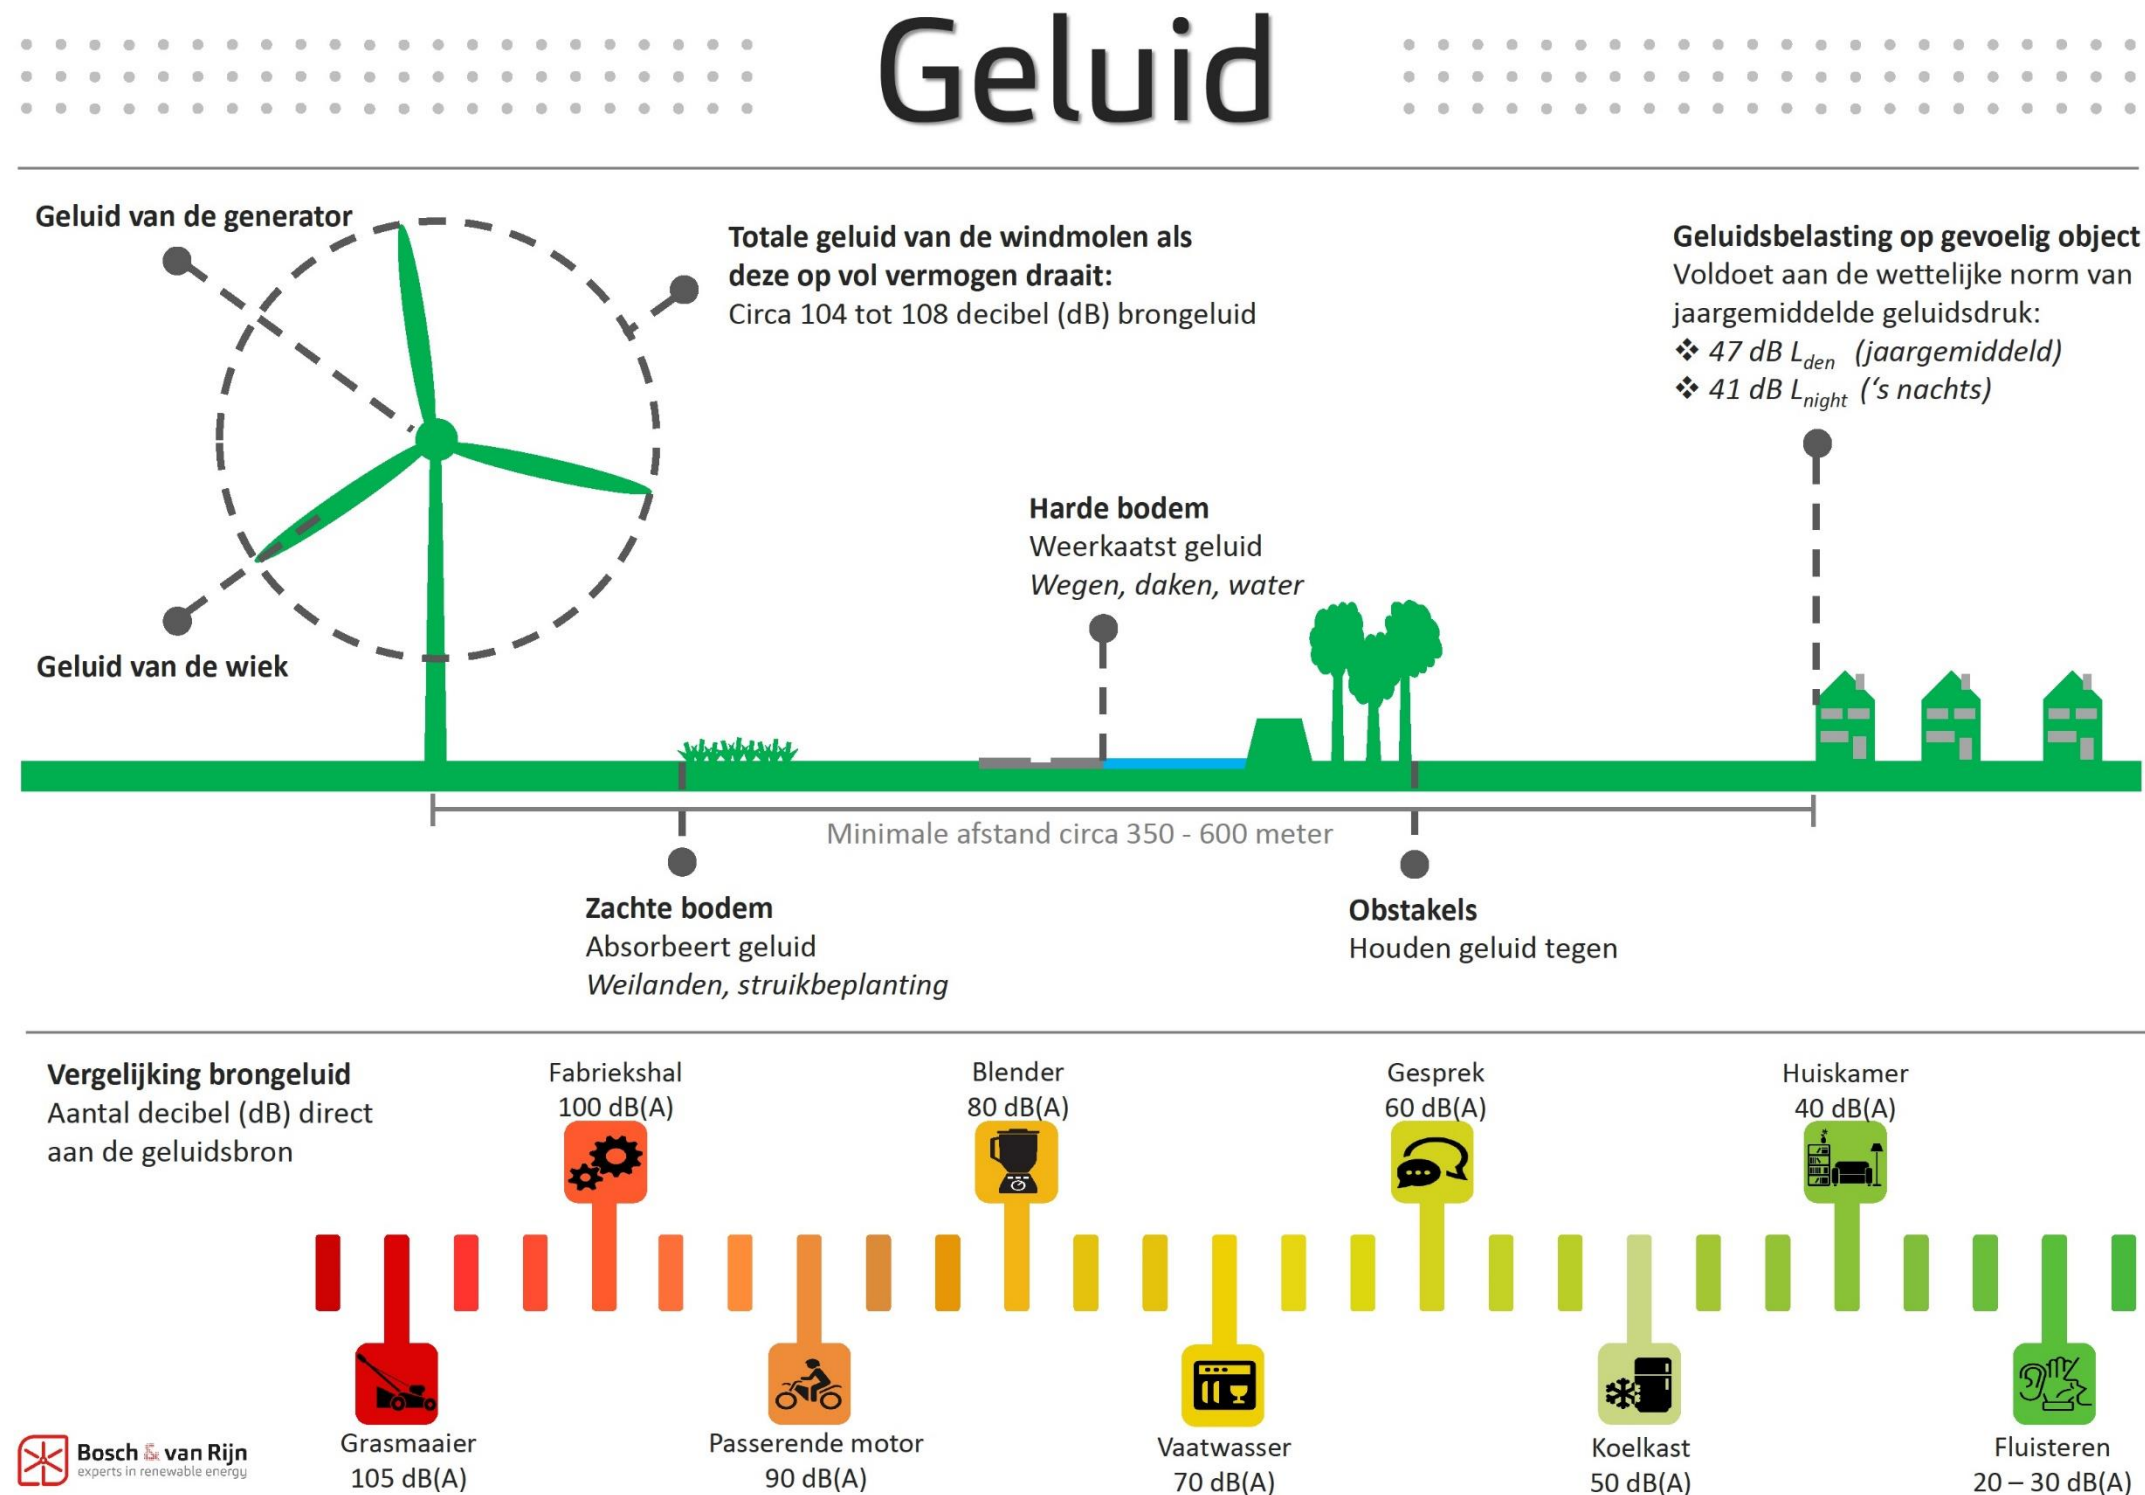 Geluid
Geluid van de generator
Totale geluid van de windmolen als
deze op vol vermogen draait:
Circa 104 tot 108 decibel (dB) brongeluid
Geluidsbelasting op gevoelig object
Voldoet aan de wettelijke norm van
jaargemiddelde geluidsdruk:
❖ 47 dB Lden (jaargemiddeld)
❖ 41 dB Lnight (‘s nachts)
Harde bodem
Weerkaatst geluid
Wegen, daken, water
Geluid van de wiek
Minimale afstand circa 350 - 600 meter
Zachte bodem
Absorbeert geluid
Weilanden, struikbeplanting
Obstakels
Houden geluid tegen
Vergelijking brongeluid
Aantal decibel (dB) direct
aan de geluidsbron
Fabriekshal
100 dB(A)
Blender
80 dB(A)
Gesprek
60 dB(A)
Huiskamer
40 dB(A)
Grasmaaier
105 dB(A)
Passerende motor
90 dB(A)
Vaatwasser
70 dB(A)
Koelkast
50 dB(A)
Fluisteren
20 – 30 dB(A)
Bosch & van Rijn
experts in renewable energy